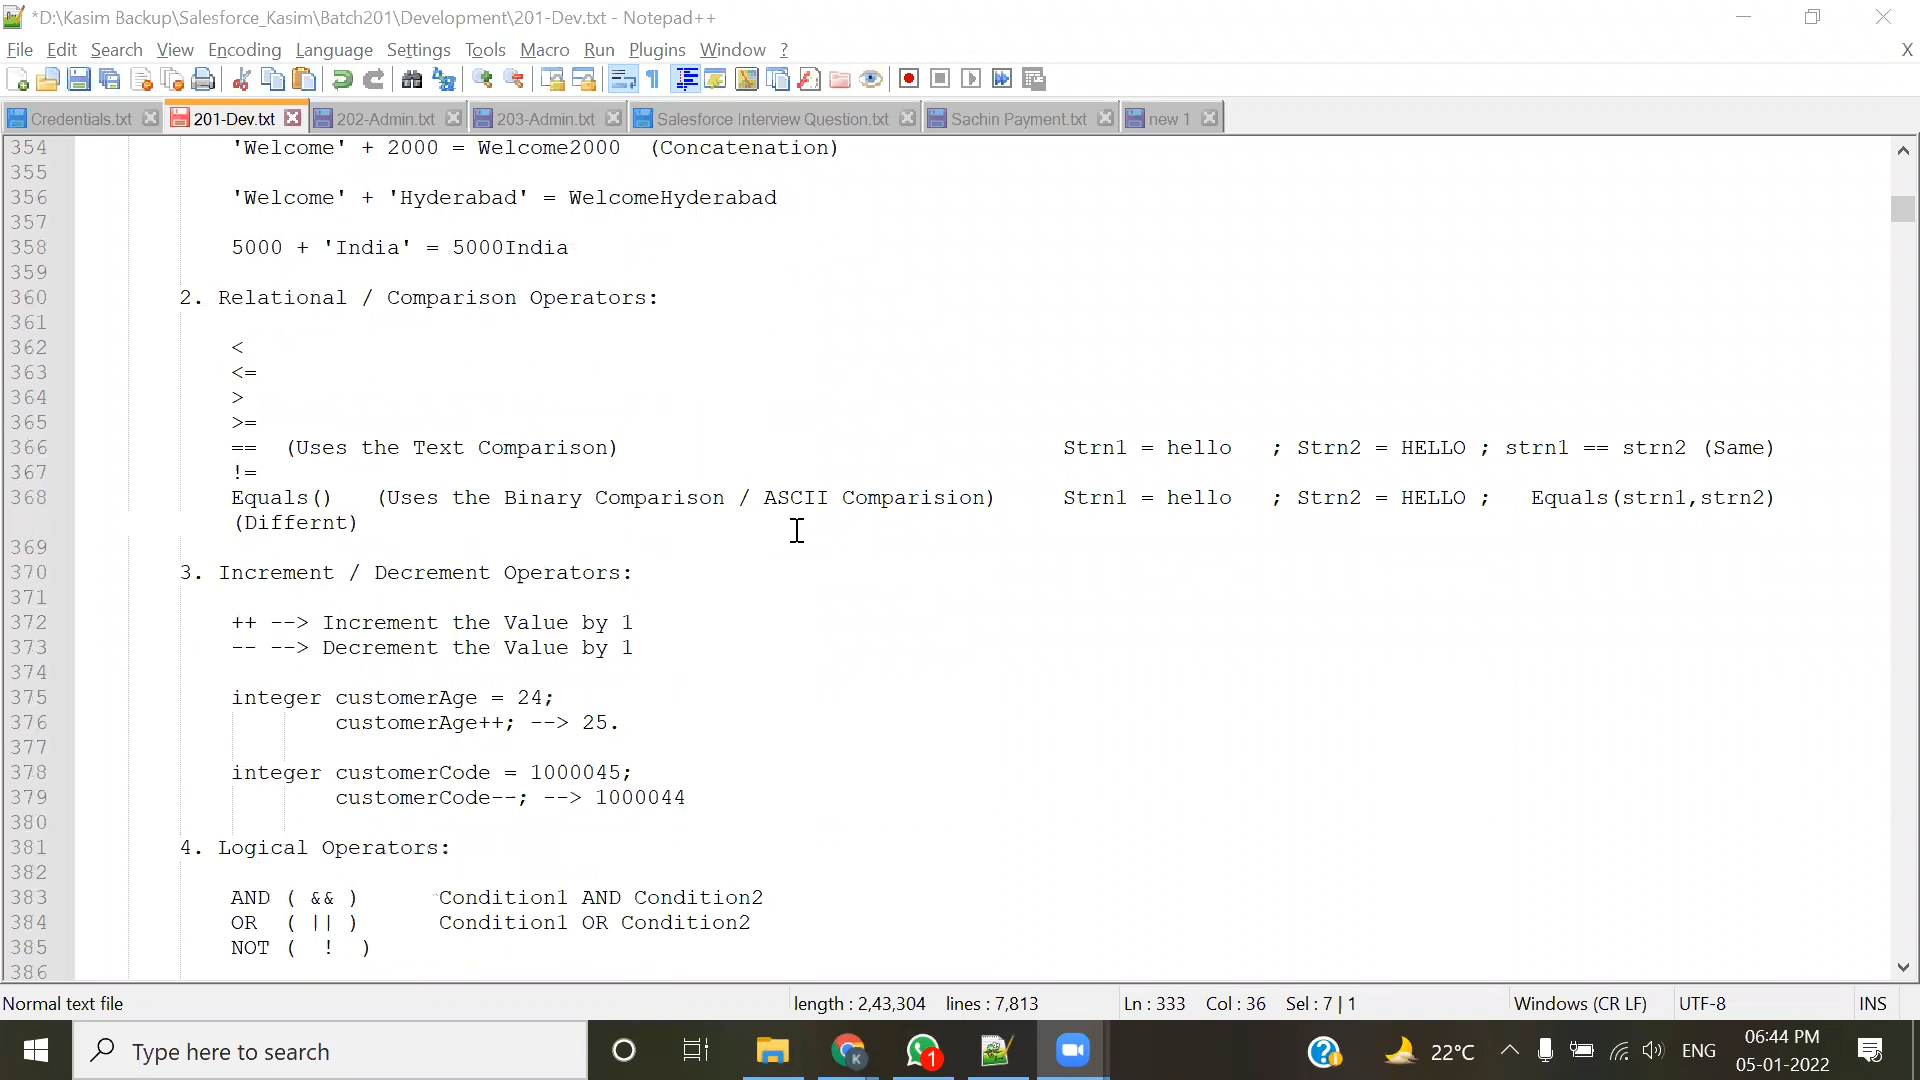 *D:\Kasim Backup\Salesforce_Kasim\Batch201\Development\201-Dev.txt - Notepad++
File Edit Search View Encoding Language Settings Tools Macro Run Plugins Window ? X
Credentials.txt 201-Dev.txt 202-Admin.txt 203-Admin.txt Salesforce Interview Question.txt Sachin Payment.txt new 1
354 'Welcome' + 2000 = Welcome2000 (Concatenation)
355
356 'Welcome' + 'Hyderabad' = WelcomeHyderabad
357
358 5000 + 'India' = 5000India
359
360 2. Relational / Comparison Operators:
361
362 <
363 <=
364 >
365 >=
366 == (Uses the Text Comparison) Strn1 = hello ; Strn2 = HELLO ; strn1 == strn2 (Same)
367 !=
368 Equals() (Uses the Binary Comparison / ASCII Comparision) Strn1 = hello ; Strn2 = HELLO ; Equals(strn1,strn2)
(Differnt)
369
370 3. Increment / Decrement Operators:
371
372 ++ --> Increment the Value by 1
373 -- --> Decrement the Value by 1
374
375 integer customerAge = 24;
376 customerAge++; --> 25.
377
378 integer customerCode = 1000045;
379 customerCode--; --> 1000044
380
381 4. Logical Operators:
382
383 AND ( && ) Condition1 AND Condition2
384 OR ( || ) Condition1 OR Condition2
385 NOT ( ! )
386
Normal text file length : 2,43,304 lines : 7,813 Ln : 333 Col : 36 Sel : 7 | 1 Windows (CR LF) UTF-8 INS
Type here to search K 1 22°C ENG 06:44 PM
05-01-2022